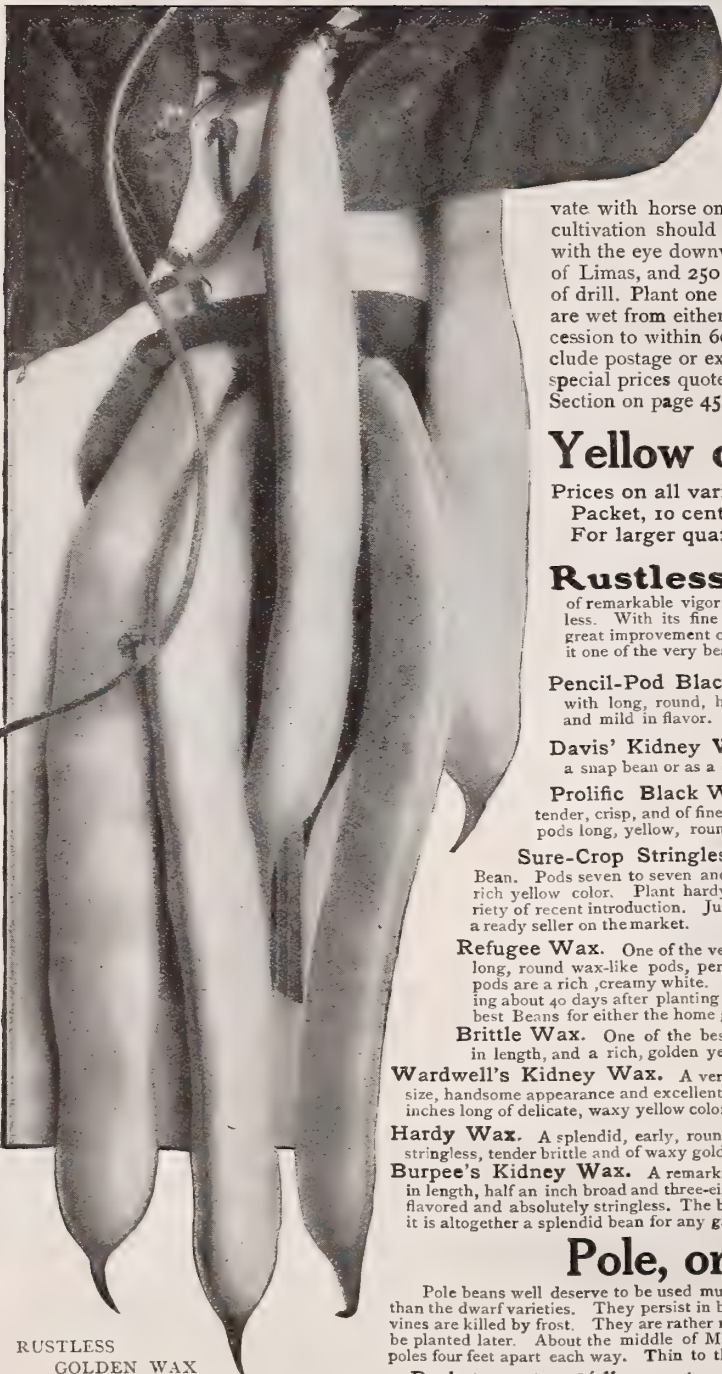 vate with horse on
cultivation should
with the eye down
of Limas, and 250
of drill. Plant one
are wet from either
cession to within
clude postage or ex
special prices quote
Section on page 45
Yellow
Prices on all vari
Packet, 10 cent
For larger qua
Rustless
of remarkable vigor
less. With its fine
great improvement
it one of the very be
Pencil-Pod Blac
with long, round, h
and mild in flavor.
Davis' Kidney
a snap bean or as a
Prolific Black W
tender, crisp, and of fine
pods long, yellow, roun
Sure-Crop Stringles
Bean. Pods seven to seven and
rich yellow color. Plant hardy
riety of recent introduction. Ju
a ready seller on the market.
Refugee Wax. One of the ve
long, round wax-like pods, per
pods are a rich ,creamy white.
ing about 40 days after planting
best Beans for either the home
Brittle Wax. One of the bes
in length, and a rich, golden ye
Wardwell's Kidney Wax. A ver
size, handsome appearance and excellent
inches long of delicate, waxy yellow colo
Hardy Wax. A splendid, early, roun
stringless, tender brittle and of waxy gold
Burpee's Kidney Wax. A remark
in length, half an inch broad and three-ei
flavored and absolutely stringless. The b
it is altogether a splendid bean for any g
Pole, or
Pole beans well deserve to be used mu
than the dwarf varieties. They persist in b
vines are killed by frost. They are rather
be planted later. About the middle of M
poles four feet apart each way. Thin to th
RUSTLESS
GOLDEN WAX